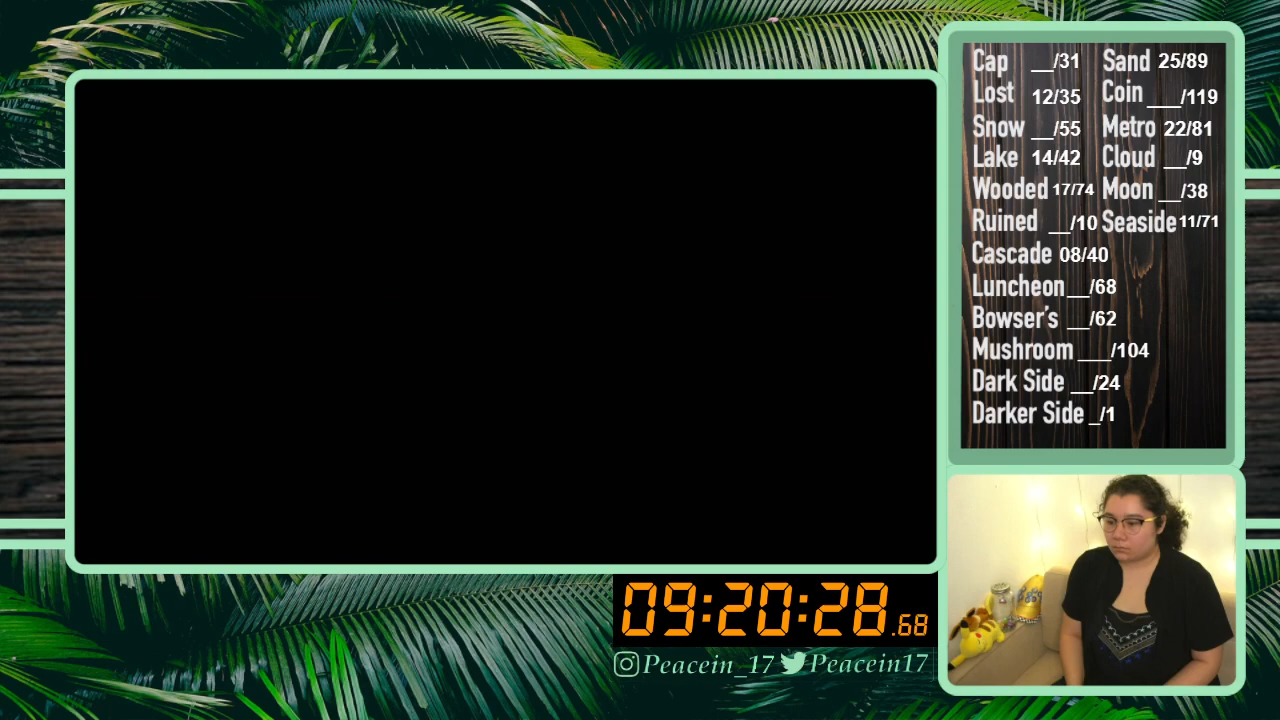 Cap __/31 Sand 25/89
Lost 12/35 Coin ___/119
Snow __/55 Metro 22/81
Lake 14/42 Cloud __/9
Wooded 17/74 Moon __/38
Ruined __/10 Seaside 11/71
Cascade 08/40
Luncheon __/68
Bowser's __/62
Mushroom ___/104
Dark Side __/24
Darker Side _/1
09:20:28.68
Peacein_17 Peacein17